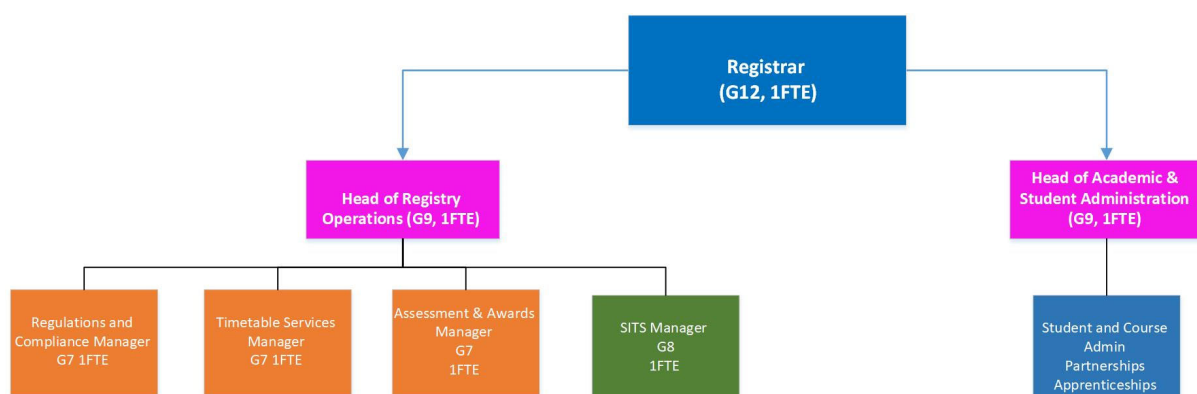 Registrar
(G12, 1FTE)
Head of Registry
Operations (G9, 1FTE)
Head of Academic &
Student Administration
(G9, 1FTE)
Regulations and
Compliance Manager
G7 1FTE
Timetable Services
Manager
G7 1FTE
Assessment & Awards
Manager
G7
1FTE
SITS Manager
G8
1FTE
Student and Course
Admin
Partnerships
Apprenticeships